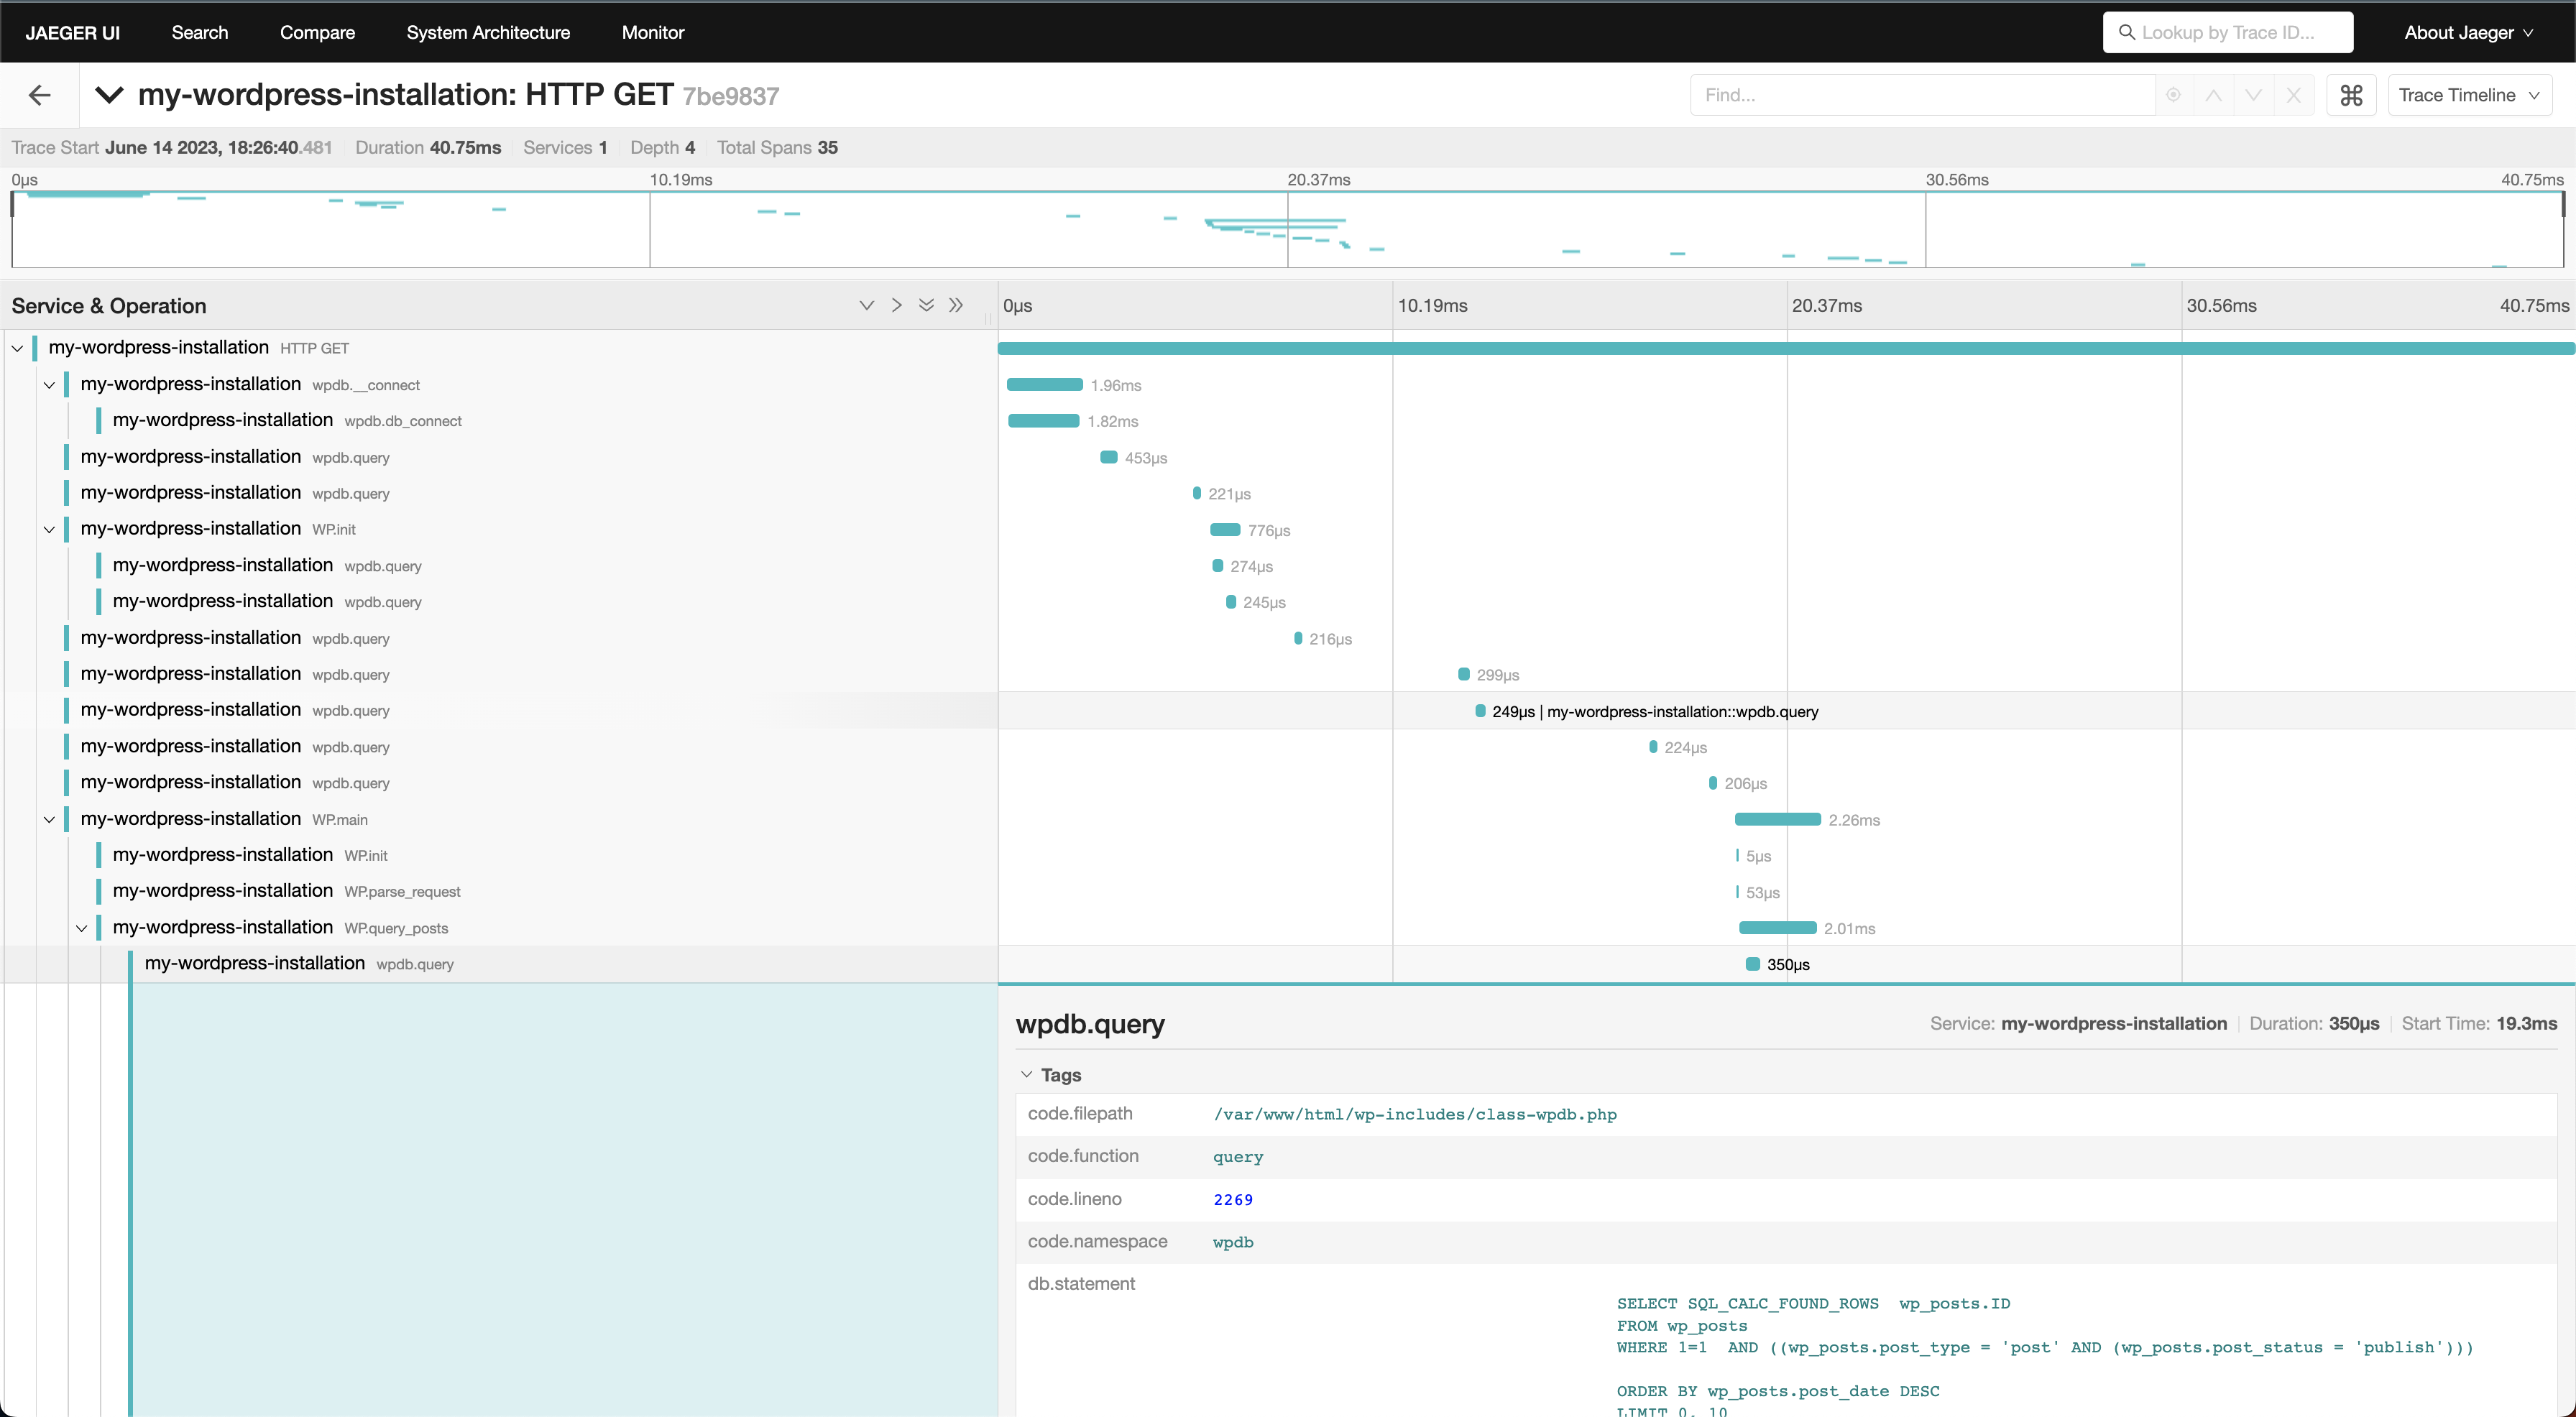 JAEGER UI Search Compare System Architecture Monitor Lookup by Trace ID... About Jaeger
my-wordpress-installation: HTTP GET 7be9837 Find... ⌘ Trace Timeline
Trace Start June 14 2023, 18:26:40.481 Duration 40.75ms Services 1 Depth 4 Total Spans 35
0μs 10.19ms 20.37ms 30.56ms 40.75ms
Service & Operation 0μs 10.19ms 20.37ms 30.56ms 40.75ms
my-wordpress-installation HTTP GET
my-wordpress-installation wpdb.__connect 1.96ms
my-wordpress-installation wpdb.db_connect 1.82ms
my-wordpress-installation wpdb.query 453μs
my-wordpress-installation wpdb.query 221μs
my-wordpress-installation WP.init 776μs
my-wordpress-installation wpdb.query 274μs
my-wordpress-installation wpdb.query 245μs
my-wordpress-installation wpdb.query 216μs
my-wordpress-installation wpdb.query 299μs
my-wordpress-installation wpdb.query 249μs | my-wordpress-installation::wpdb.query
my-wordpress-installation wpdb.query 224μs
my-wordpress-installation wpdb.query 206μs
my-wordpress-installation WP.main 2.26ms
my-wordpress-installation WP.init 5μs
my-wordpress-installation WP.parse_request 53μs
my-wordpress-installation WP.query_posts 2.01ms
my-wordpress-installation wpdb.query 350μs
wpdb.query Service: my-wordpress-installation Duration: 350μs Start Time: 19.3ms
Tags
code.filepath /var/www/html/wp-includes/class-wpdb.php
code.function query
code.lineno 2269
code.namespace wpdb
db.statement
SELECT SQL_CALC_FOUND_ROWS  wp_posts.ID
FROM wp_posts
WHERE 1=1  AND ((wp_posts.post_type = 'post' AND (wp_posts.post_status = 'publish')))
ORDER BY wp_posts.post_date DESC
LIMIT 0, 10